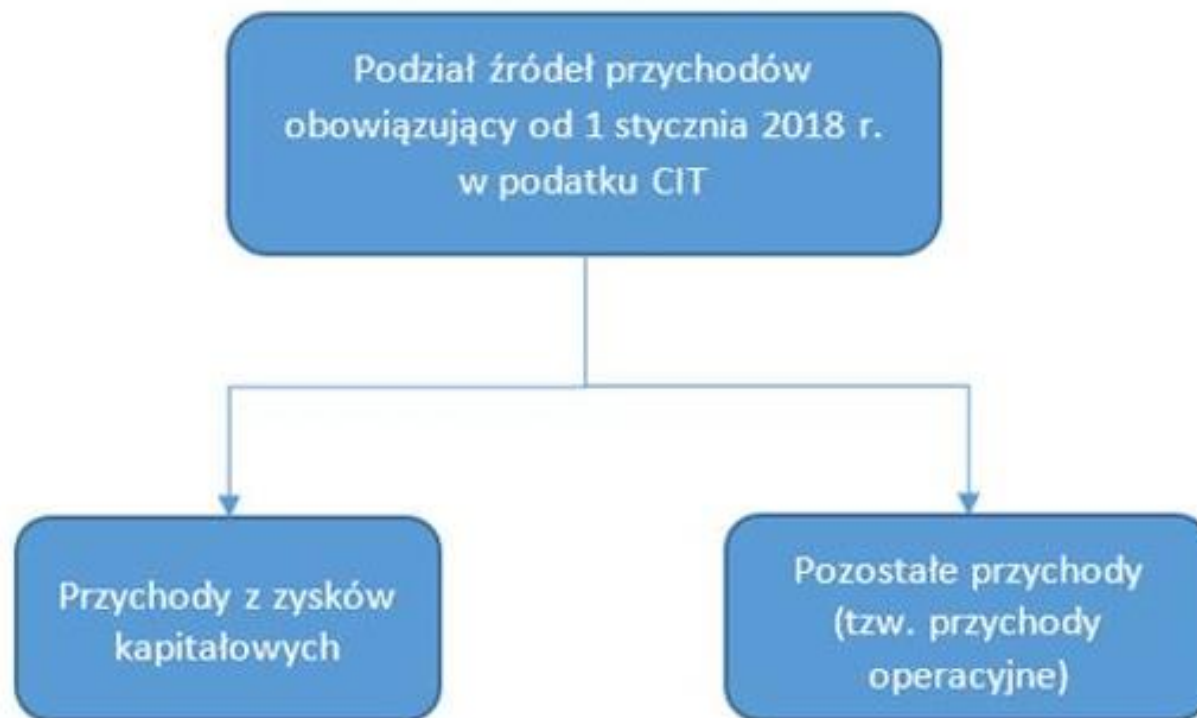 Podział źródeł przychodów
obowiązujący od 1 stycznia 2018 r.
w podatku CIT
Przychody z zysków
kapitałowych
Pozostałe przychody
(tzw. przychody
operacyjne)